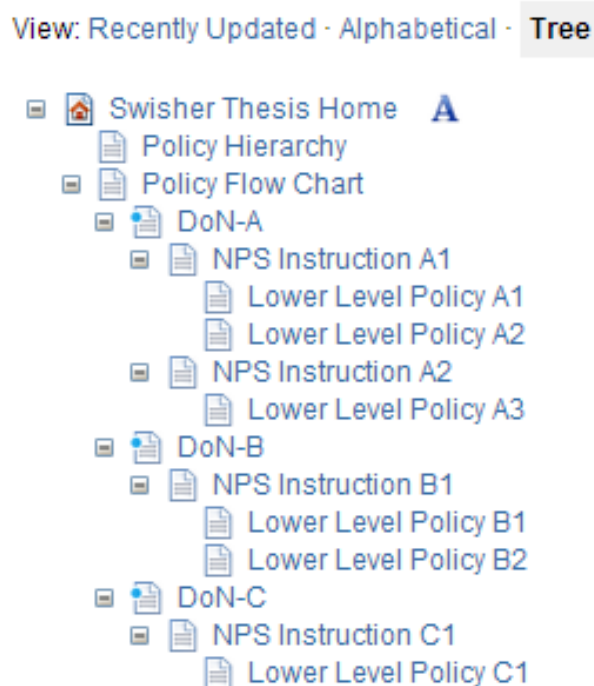 View: Recently Updated · Alphabetical · Tree
Swisher Thesis Home A
Policy Hierarchy
Policy Flow Chart
DoN-A
NPS Instruction A1
Lower Level Policy A1
Lower Level Policy A2
NPS Instruction A2
Lower Level Policy A3
DoN-B
NPS Instruction B1
Lower Level Policy B1
Lower Level Policy B2
DoN-C
NPS Instruction C1
Lower Level Policy C1